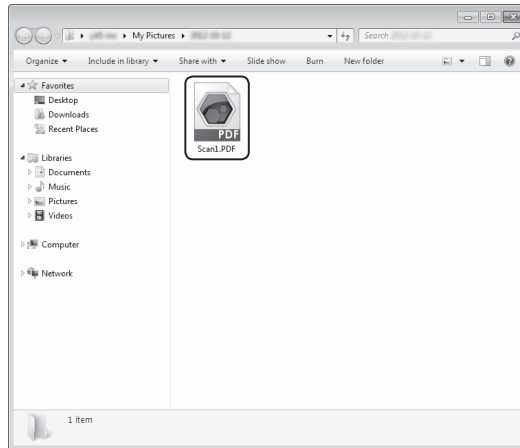 My Pictures
Search
Organize Include in library Share with Slide show Burn New folder
Favorites
Desktop
Downloads
Recent Places
Libraries
Documents
Music
Pictures
Videos
Computer
Network
PDF
Scan1.PDF
1 item